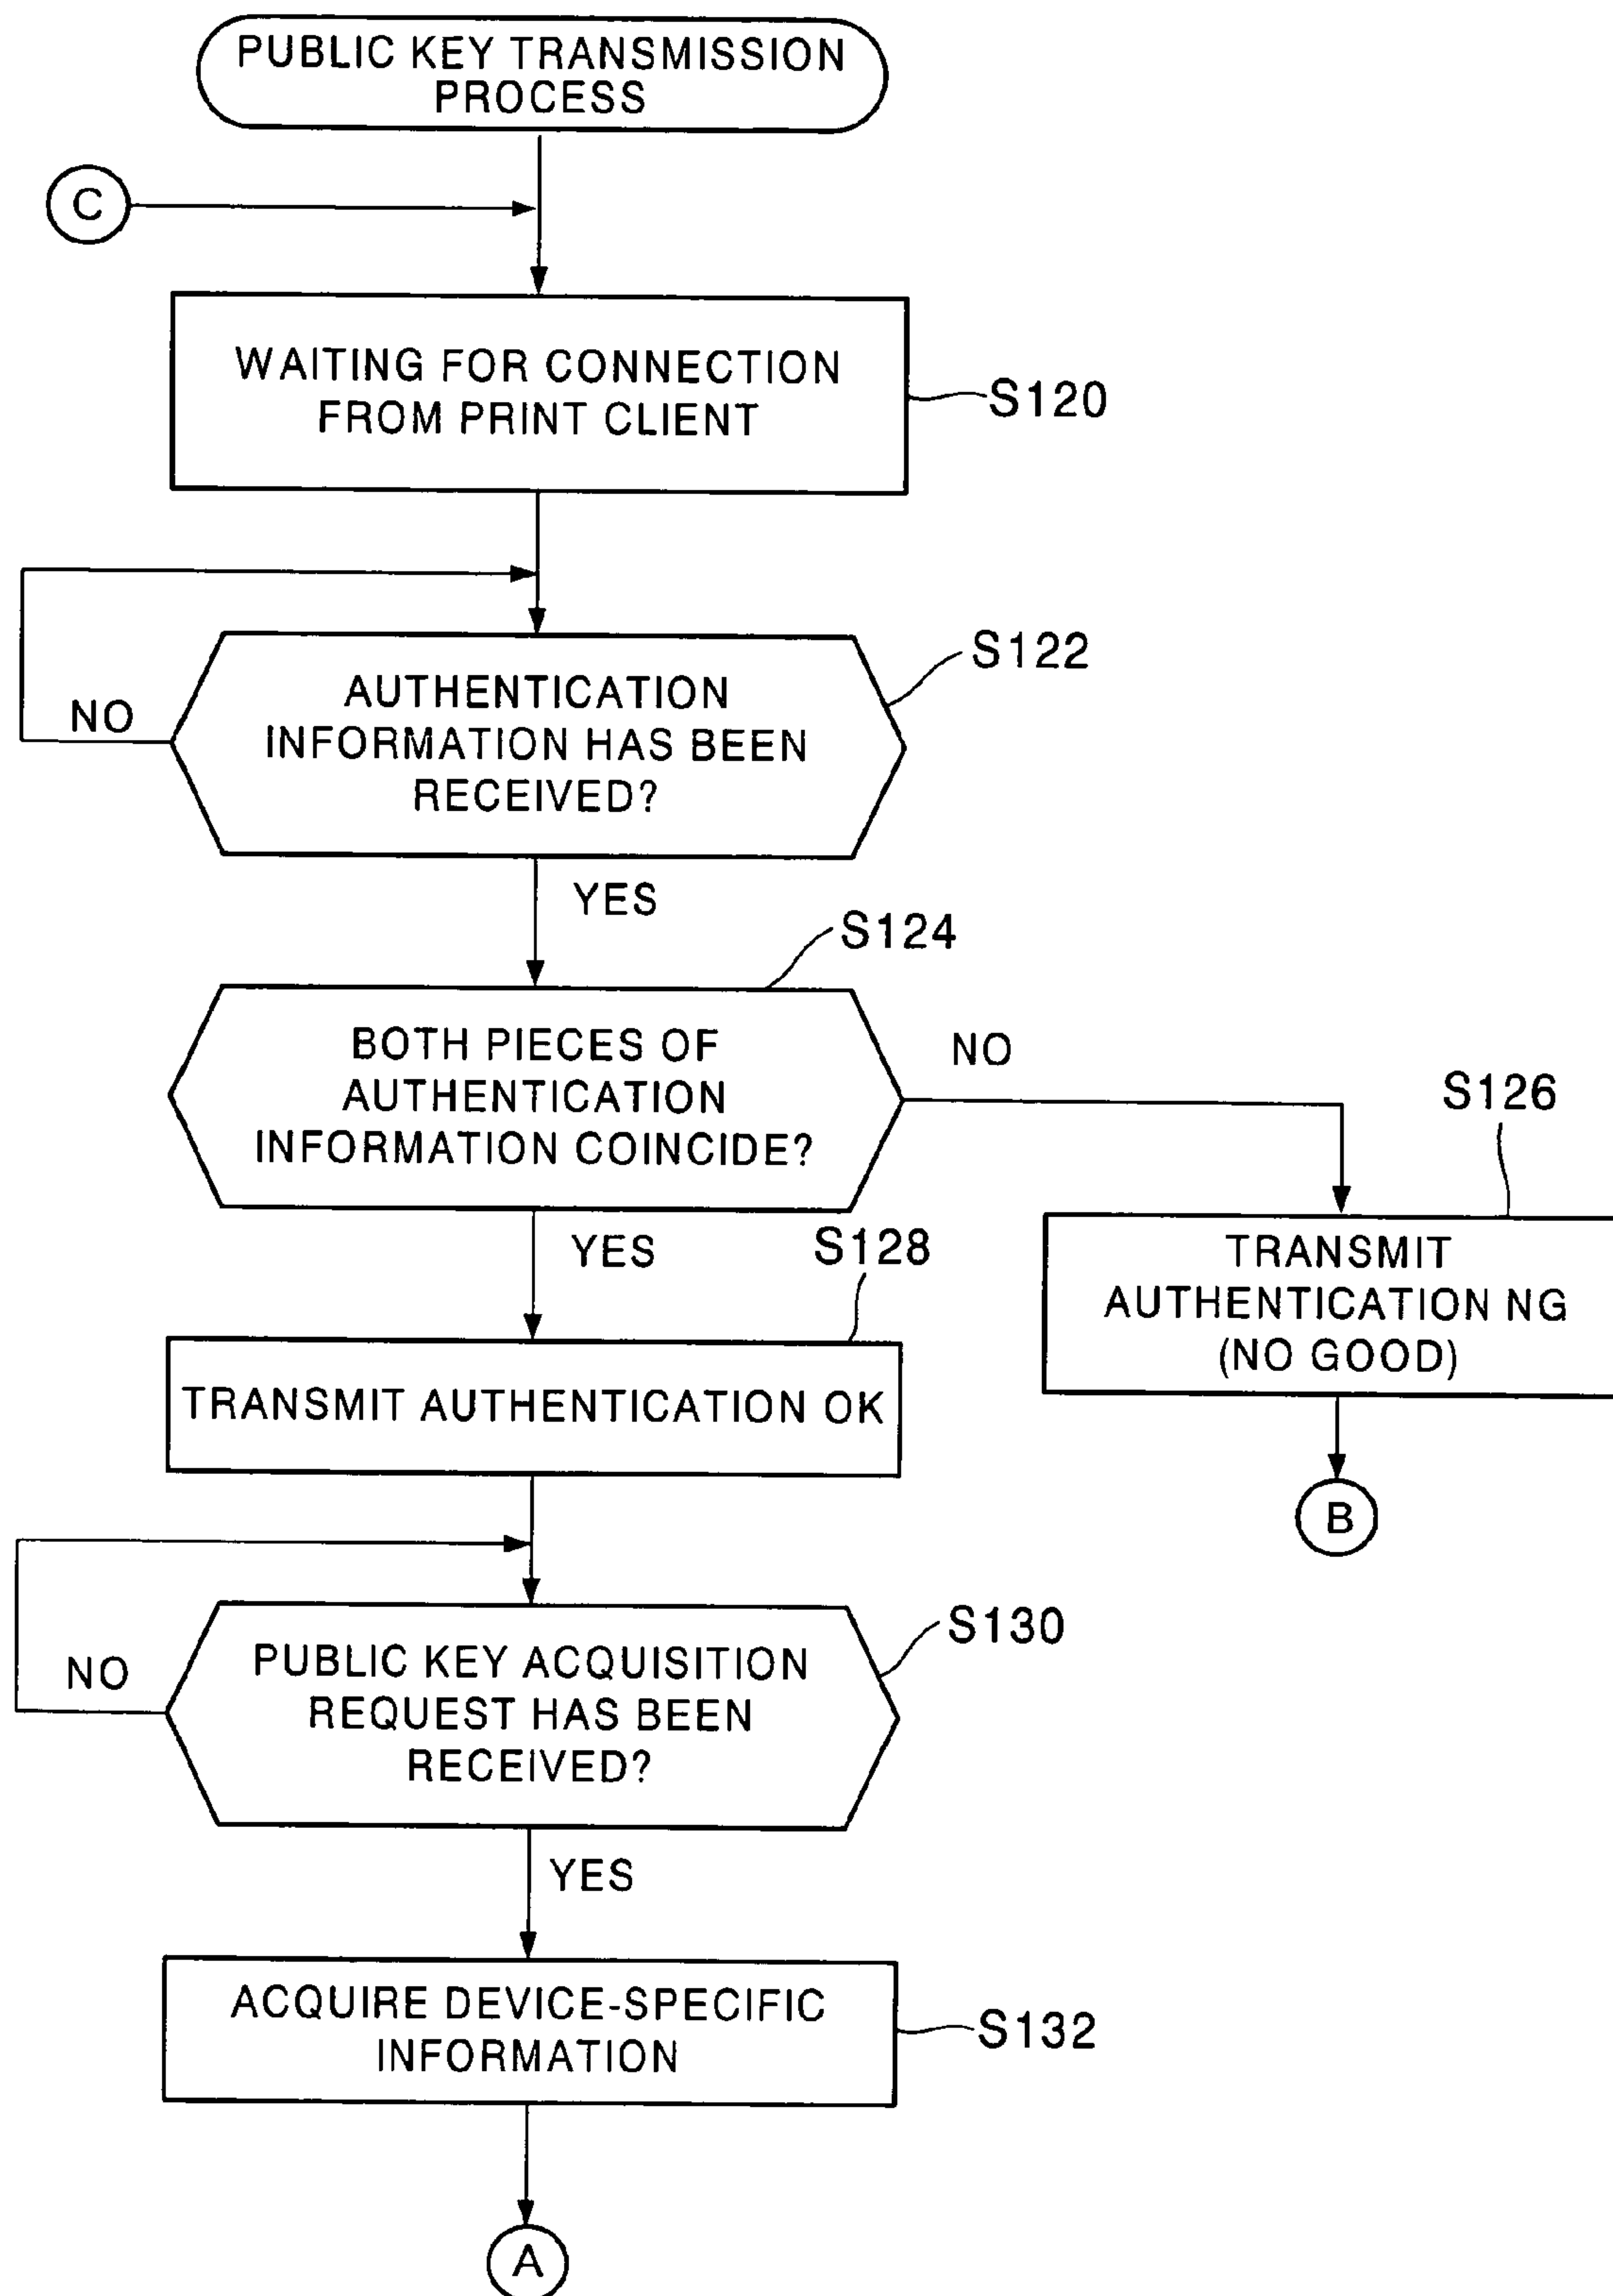 PUBLIC KEY TRANSMISSION
PROCESS
C
WAITING FOR CONNECTION
FROM PRINT CLIENT
S120
S122
AUTHENTICATION
INFORMATION HAS BEEN
RECEIVED?
NO
YES
S124
BOTH PIECES OF
AUTHENTICATION
INFORMATION COINCIDE?
NO
S126
YES
S128
TRANSMIT
AUTHENTICATION NG
(NO GOOD)
TRANSMIT AUTHENTICATION OK
B
S130
PUBLIC KEY ACQUISITION
REQUEST HAS BEEN
RECEIVED?
NO
YES
ACQUIRE DEVICE-SPECIFIC
INFORMATION
S132
A